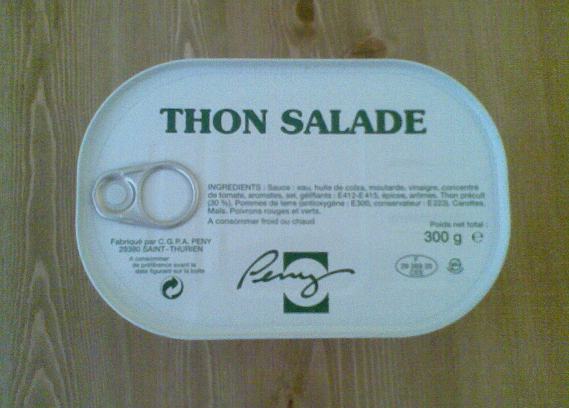 THON SALADE
INGREDIENTS : Sauce : eau, huile de colza, moutarde, vinaigre, concentré
de tomate, aromates, sel, gélifiants : E412-E415, épices, arômes. Thon précuit
(30 %). Pommes de terre (antioxygène : E300, conservateur : E223). Carottes.
Maïs. Poivrons rouges et verts.
A consommer froid ou chaud
Poids net total :
300 g e
Fabriqué par C.G.P.A. PENY
29380 SAINT-THURIEN
A consommer
de préférence avant la
date figurant sur la boîte
Peny
F
CEE